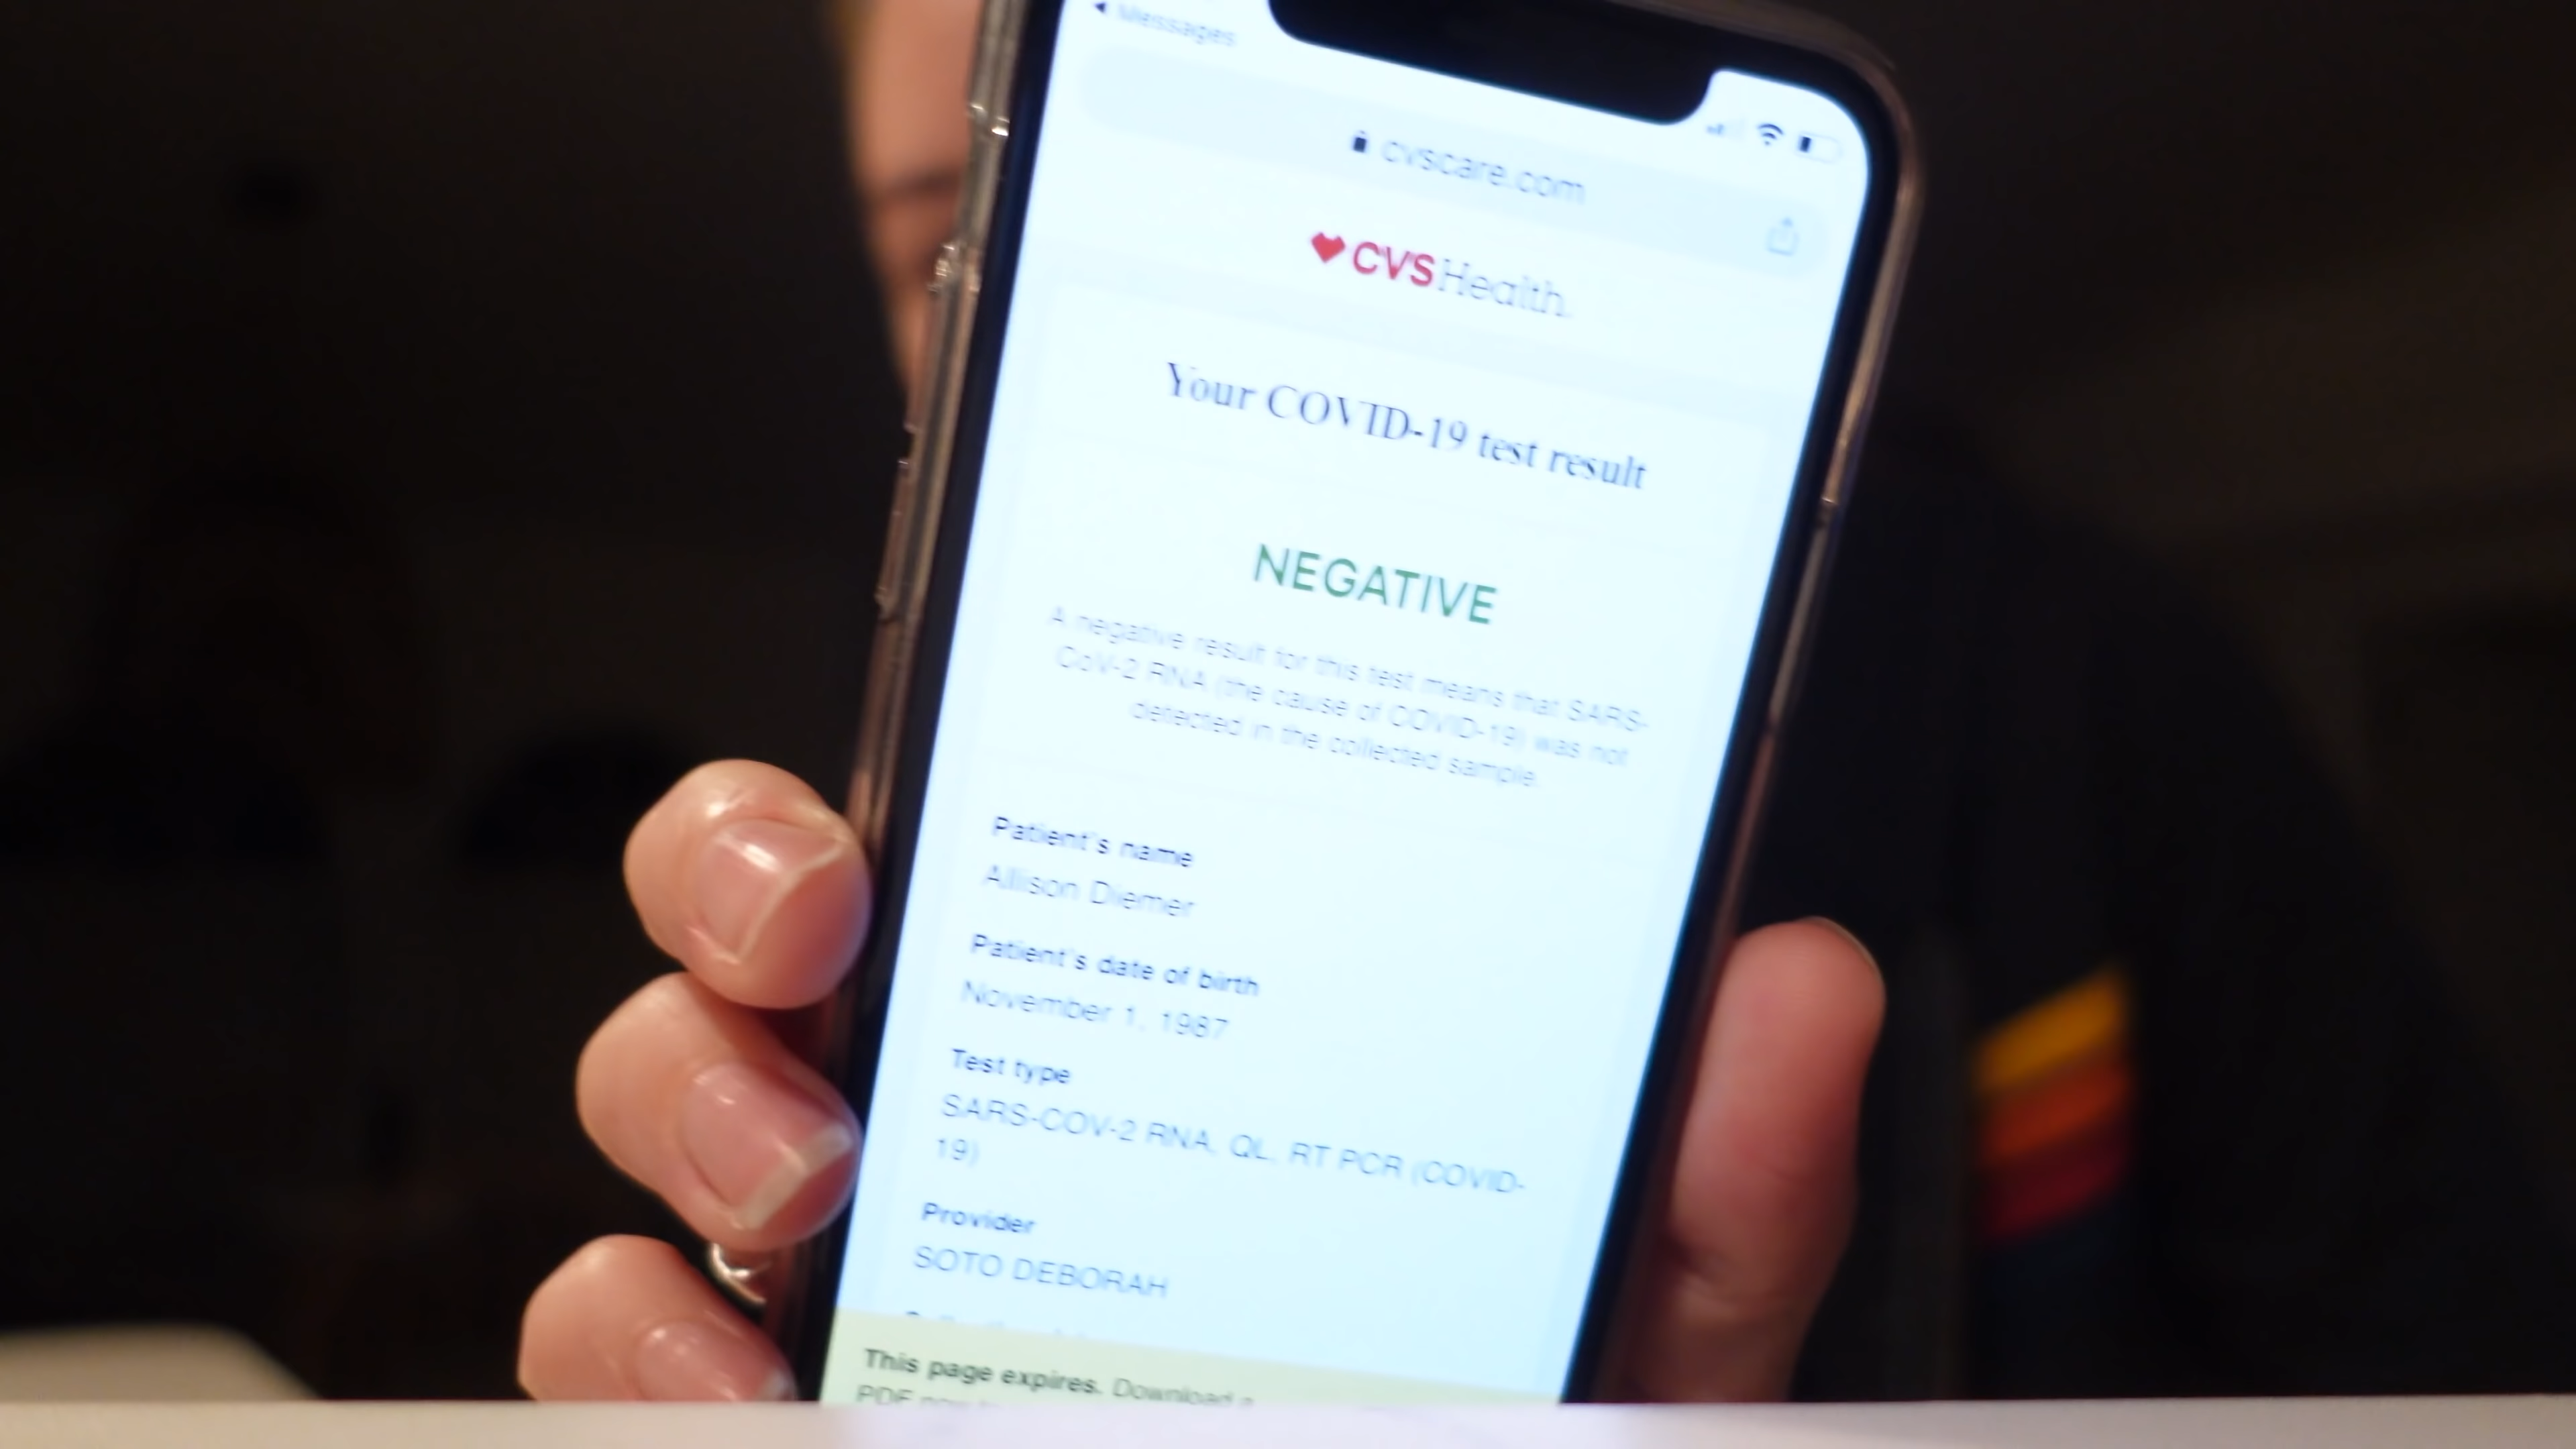 Messages
cvscare.com
CVSHealth.
Your COVID-19 test result
NEGATIVE
A negative result for this test means that SARS-
CoV-2 RNA (the cause of COVID-19) was not
detected in the collected sample.
Patient's name
Allison Diemer
Patient's date of birth
November 1, 1987
Test type
SARS-COV-2 RNA, QL, RT PCR (COVID-
19)
Provider
SOTO DEBORAH
This page expires. Download a
PDF